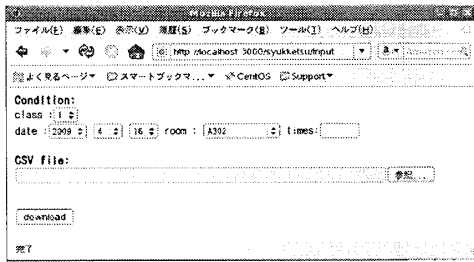 Mozilla Firefox
ファイル(F) 編集(E) 表示(V) 履歴(S) ブックマーク(B) ツール(T) ヘルプ(H)
http://localhost:3000/syukketsu/input
よく見るページ▾ スマートブックマ...▾ CentOS Support▾
Condition:
class : 1
date : 2009 4 16 room : A302 times:
CSV file:
参照...
download
完了